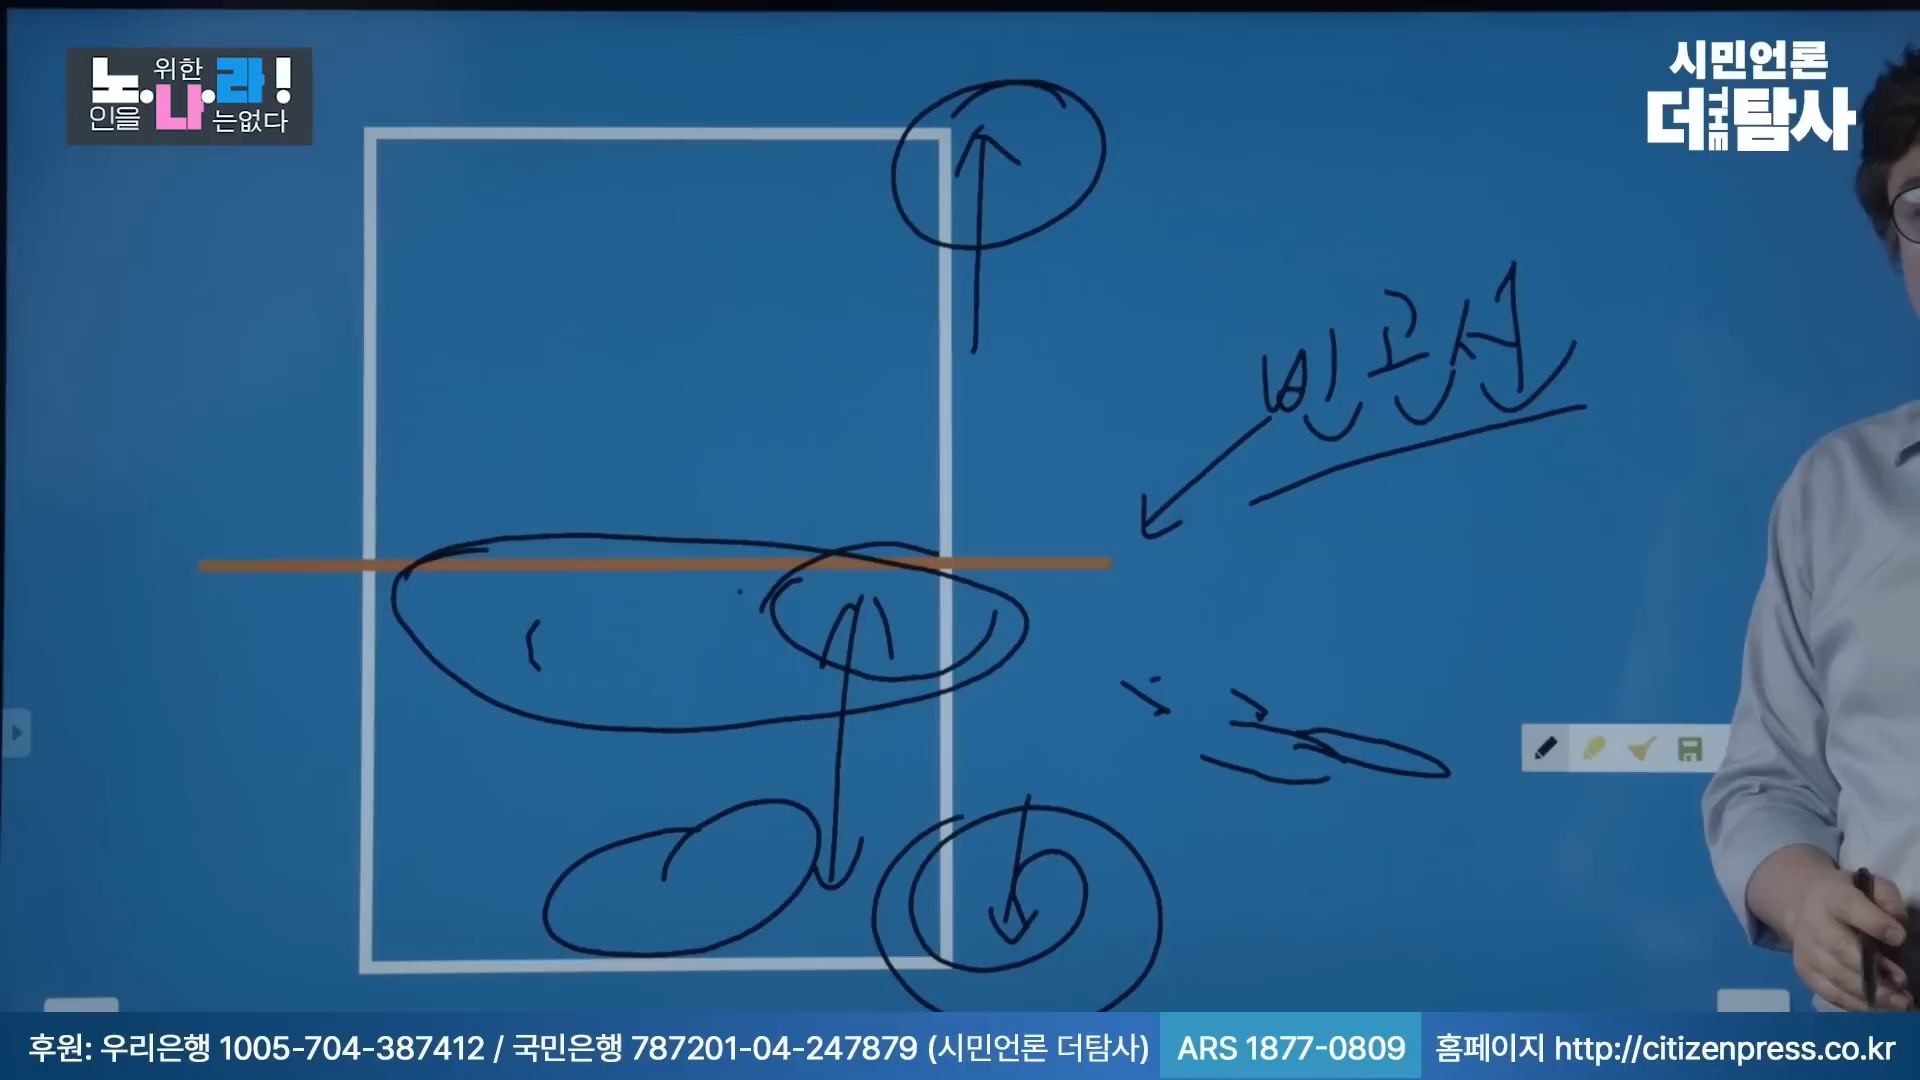 노.
위한
나.
라!
인을
는없다
시민언론
더탐사
빈곤선
후원: 우리은행 1005-704-387412 / 국민은행 787201-04-247879 (시민언론 더탐사)
ARS 1877-0809
홈페이지 http://citizenpress.co.kr